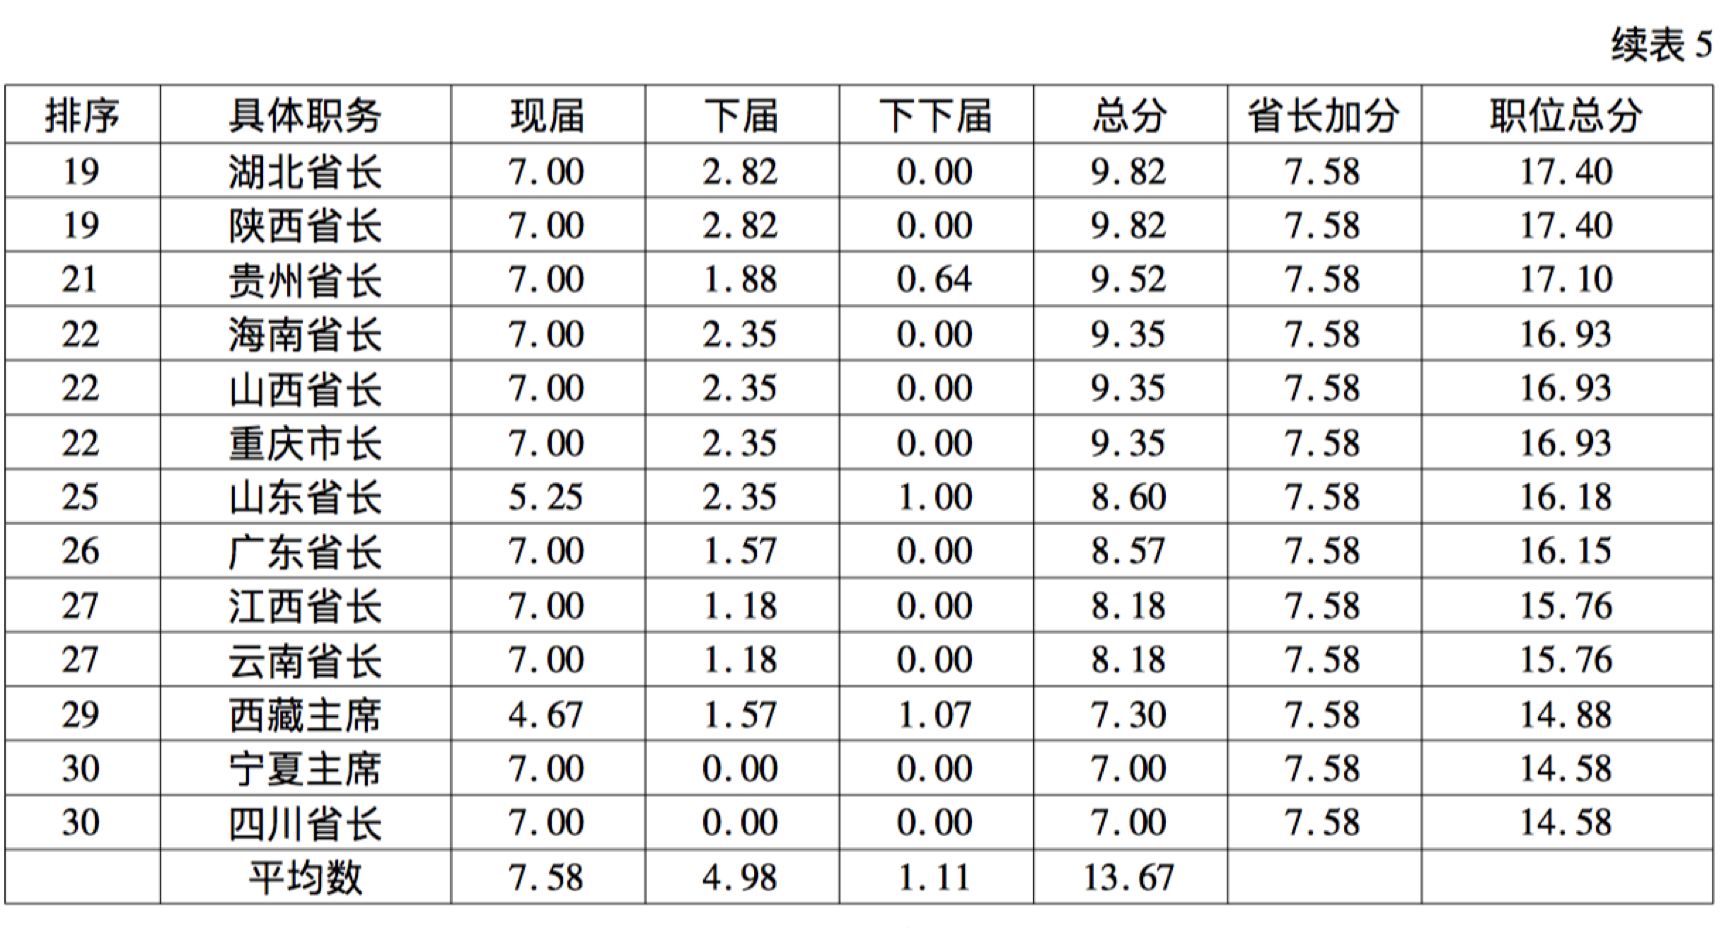 续表 5
排序 具体职务 现届 下届 下下届 总分 省长加分 职位总分
19 湖北省长 7.00 2.82 0.00 9.82 7.58 17.40
19 陕西省长 7.00 2.82 0.00 9.82 7.58 17.40
21 贵州省长 7.00 1.88 0.64 9.52 7.58 17.10
22 海南省长 7.00 2.35 0.00 9.35 7.58 16.93
22 山西省长 7.00 2.35 0.00 9.35 7.58 16.93
22 重庆市长 7.00 2.35 0.00 9.35 7.58 16.93
25 山东省长 5.25 2.35 1.00 8.60 7.58 16.18
26 广东省长 7.00 1.57 0.00 8.57 7.58 16.15
27 江西省长 7.00 1.18 0.00 8.18 7.58 15.76
27 云南省长 7.00 1.18 0.00 8.18 7.58 15.76
29 西藏主席 4.67 1.57 1.07 7.30 7.58 14.88
30 宁夏主席 7.00 0.00 0.00 7.00 7.58 14.58
30 四川省长 7.00 0.00 0.00 7.00 7.58 14.58
平均数 7.58 4.98 1.11 13.67